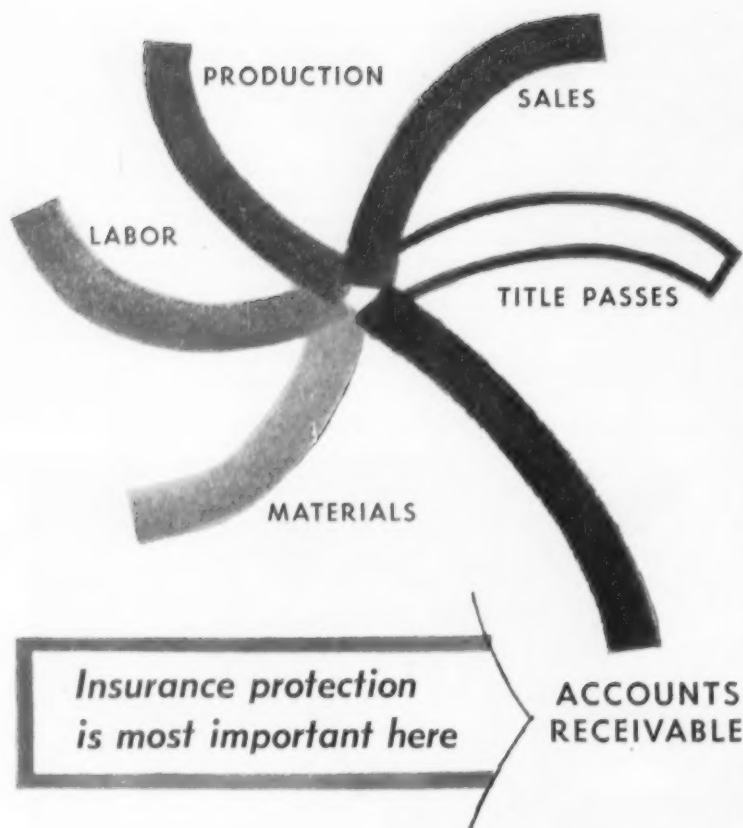 PRODUCTION
SALES
LABOR
TITLE PASSES
MATERIALS
Insurance protection
is most important here
ACCOUNTS
RECEIVABLE